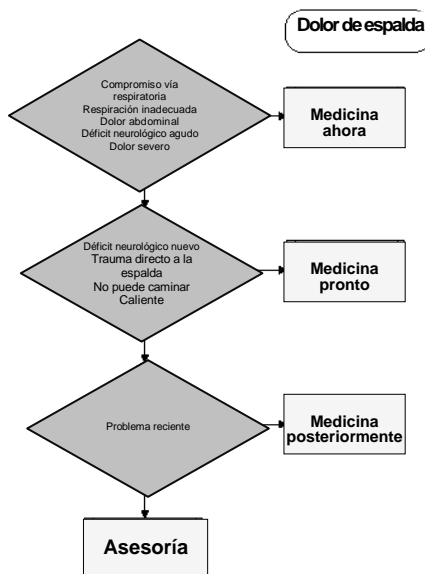 Dolor de espalda
Compromiso vía
respiratoria
Respiración inadecuada
Dolor abdominal
Déficit neurológico agudo
Dolor severo
Medicina
ahora
Déficit neurológico nuevo
Trauma directo a la
espalda
No puede caminar
Caliente
Medicina
pronto
Problema reciente
Medicina
posteriormente
Asesoría